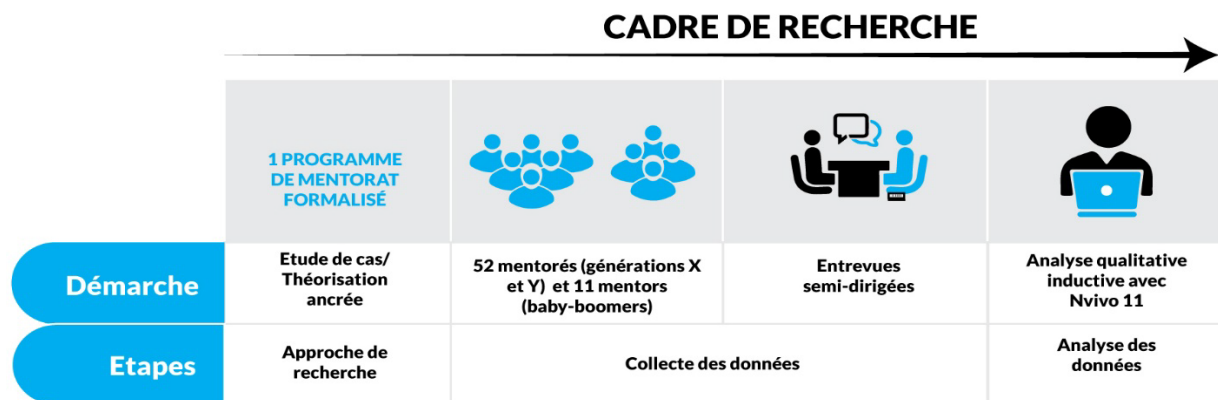 CADRE DE RECHERCHE
1 PROGRAMME
DE MENTORAT
FORMALISÉ
Démarche
Etude de cas/
Théorisation
ancrée
52 mentorés (générations X
et Y) et 11 mentors
(baby-boomers)
Entrevues
semi-dirigées
Analyse qualitative
inductive avec
Nvivo 11
Etapes
Approche de
recherche
Collecte des données
Analyse des
données